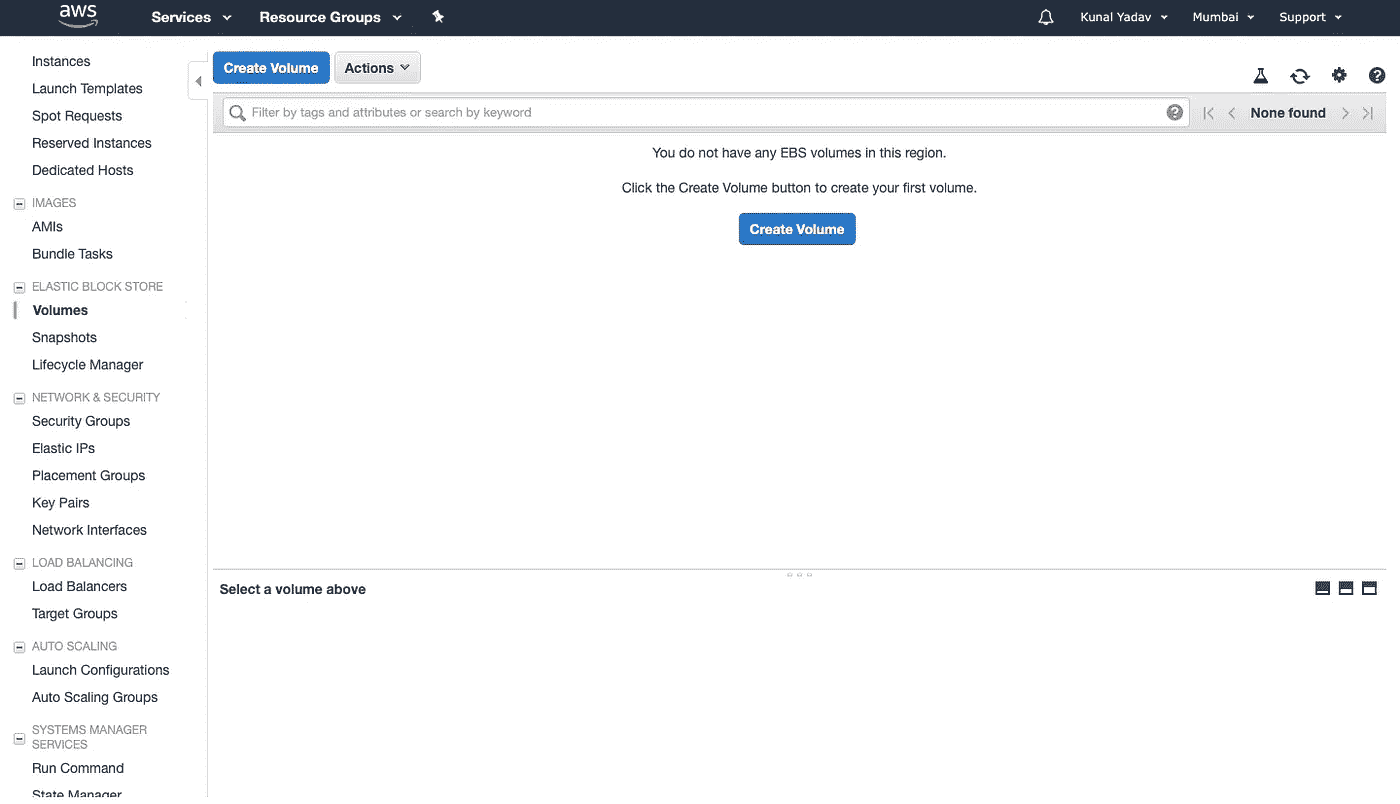 aws Services Resource Groups Kunal Yadav Mumbai Support
Instances
Launch Templates
Spot Requests
Reserved Instances
Dedicated Hosts
IMAGES
AMIs
Bundle Tasks
ELASTIC BLOCK STORE
Volumes
Snapshots
Lifecycle Manager
NETWORK & SECURITY
Security Groups
Elastic IPs
Placement Groups
Key Pairs
Network Interfaces
LOAD BALANCING
Load Balancers
Target Groups
AUTO SCALING
Launch Configurations
Auto Scaling Groups
SYSTEMS MANAGER
SERVICES
Run Command
State Manager
Create Volume Actions
Filter by tags and attributes or search by keyword None found
You do not have any EBS volumes in this region.
Click the Create Volume button to create your first volume.
Create Volume
Select a volume above